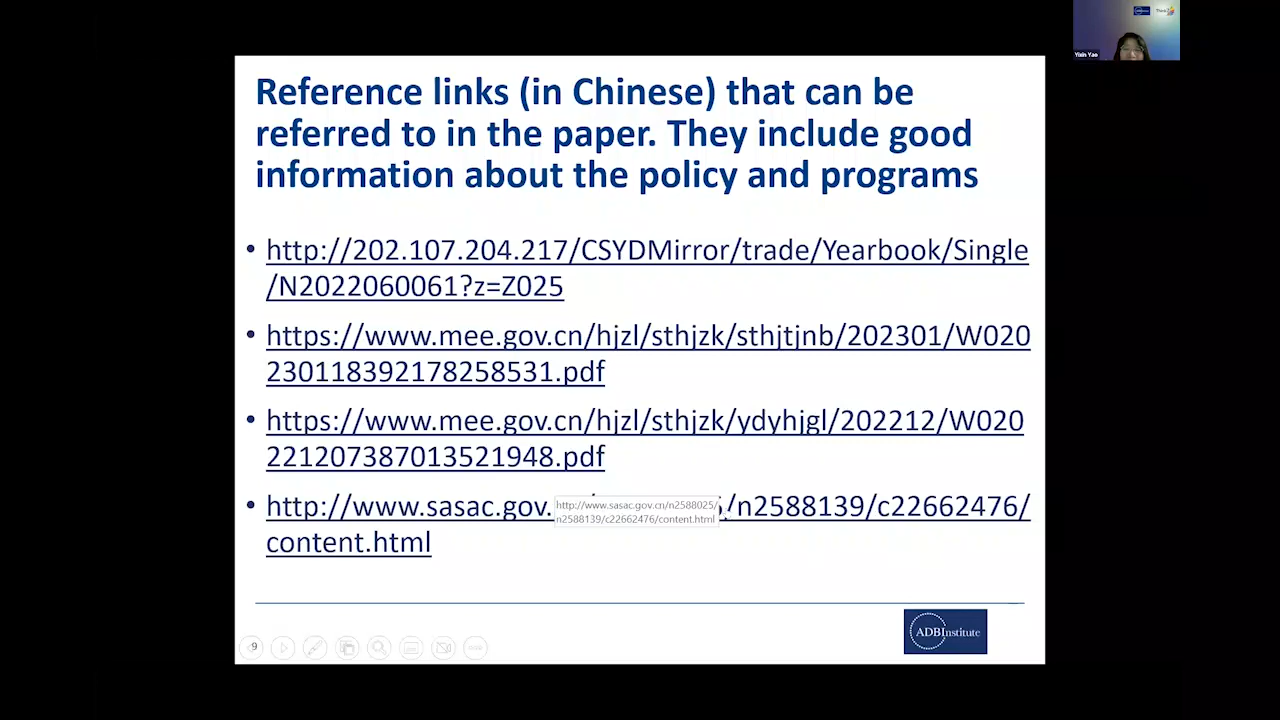 Reference links (in Chinese) that can be
referred to in the paper. They include good
information about the policy and programs
• http://202.107.204.217/CSYDMirror/trade/Yearbook/Single
/N2022060061?z=Z025
• https://www.mee.gov.cn/hjzl/sthjzk/sthjtjnb/202301/W020
230118392178258531.pdf
• https://www.mee.gov.cn/hjzl/sthjzk/ydyhjgl/202212/W020
221207387013521948.pdf
• http://www.sasac.gov. /n2588139/c22662476/
content.html
http://www.sasac.gov.cn/n2588025/
n2588139/c22662476/content.html
9
ADBInstitute
Yixin Yao